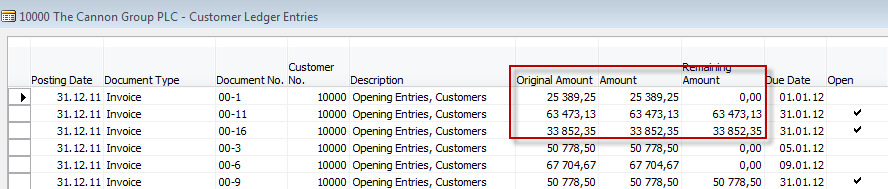 10000 The Cannon Group PLC - Customer Ledger Entries
Posting Date Document Type Document No. Customer No. Description Original Amount Amount Remaining Amount Due Date Open
31.12.11 Invoice 00-1 10000 Opening Entries, Customers 25 389,25 25 389,25 0,00 01.01.12
31.12.11 Invoice 00-11 10000 Opening Entries, Customers 63 473,13 63 473,13 63 473,13 31.01.12 ✔
31.12.11 Invoice 00-16 10000 Opening Entries, Customers 33 852,35 33 852,35 33 852,35 31.01.12 ✔
31.12.11 Invoice 00-3 10000 Opening Entries, Customers 50 778,50 50 778,50 0,00 05.01.12
31.12.11 Invoice 00-6 10000 Opening Entries, Customers 67 704,67 67 704,67 0,00 09.01.12
31.12.11 Invoice 00-9 10000 Opening Entries, Customers 50 778,50 50 778,50 50 778,50 31.01.12 ✔